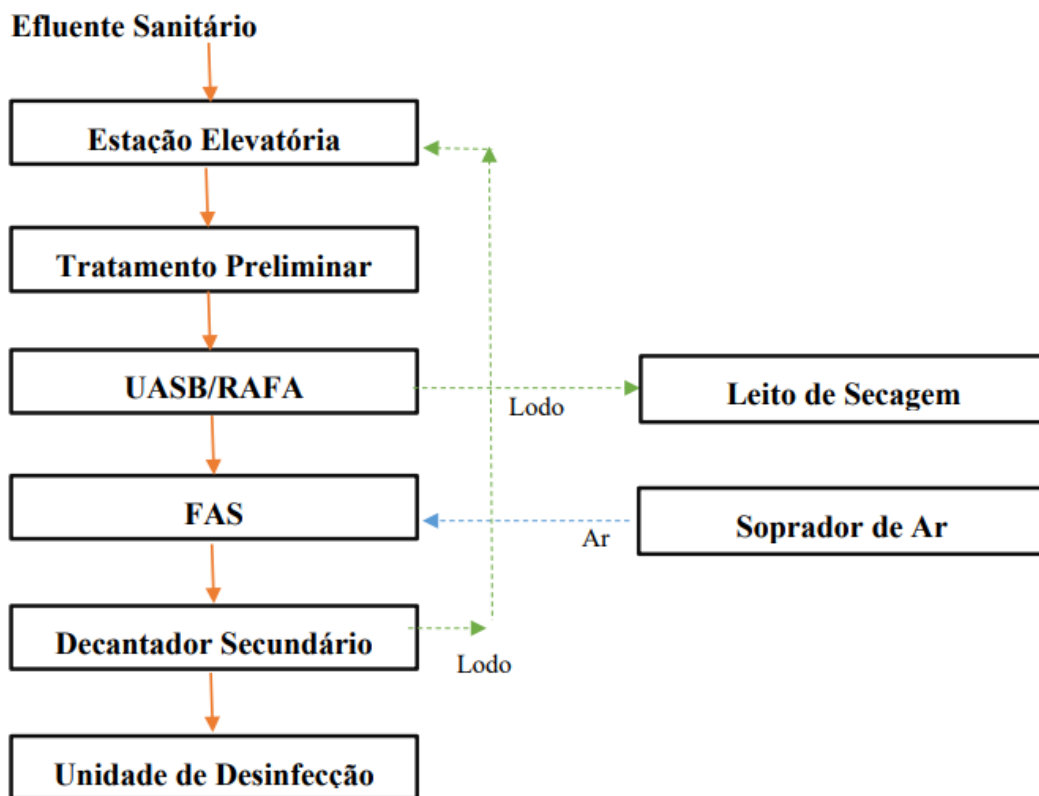 Efluente Sanitário
Estação Elevatória
Tratamento Preliminar
UASB/RAFA
Lodo
Leito de Secagem
FAS
Ar
Soprador de Ar
Decantador Secundário
Lodo
Unidade de Desinfecção